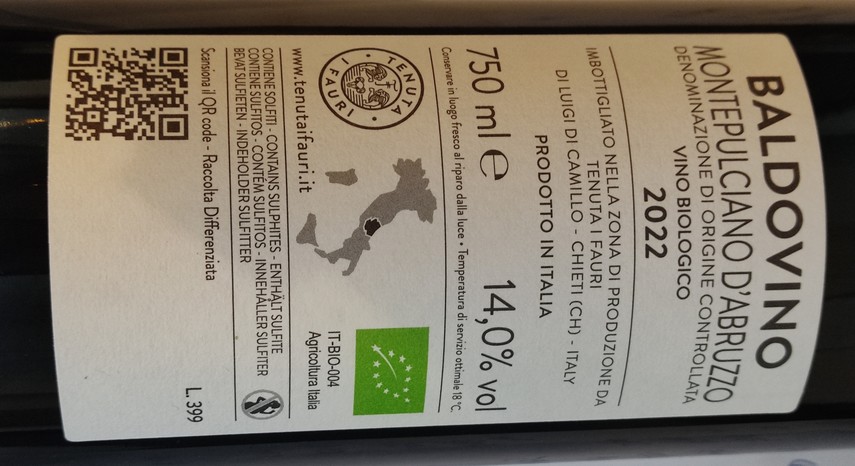 BALDOVINO
MONTEPULCIANO D'ABRUZZO
DENOMINAZIONE DI ORIGINE CONTROLLATA
VINO BIOLOGICO
2022
IMBOTTIGLIATO NELLA ZONA DI PRODUZIONE DA
TENUTA I FAURI
DI LUIGI DI CAMILLO - CHIETI (CH) - ITALY
PRODOTTO IN ITALIA
750 ml e 14,0% vol
Conservare in luogo fresco al riparo dalla luce • Temperatura di servizio ottimale 18 °C.
TENUTA
I FAURI
IT-BIO-004
Agricoltura Italia
www.tenutaifauri.it
CONTIENE SOLFITI - CONTAINS SULPHITES - ENTHÄLT SULFITE
CONTIENE SULFITOS - CONTÉM SULFITOS - INNEHÅLLER SULFITER
BEVAT SULFIETEN - INDEHOLDER SULFITTER
Scansiona il QR code - Raccolta Differenziata
L. 399